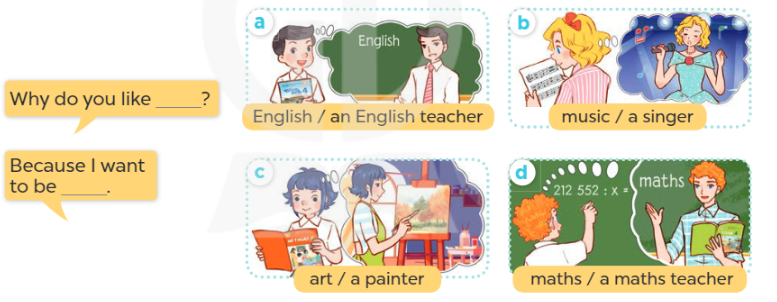 Why do you like _____?
Because I want
to be _____.
a
English
English / an English teacher
b
music / a singer
c
art / a painter
d
212 552 : x =
maths
maths / a maths teacher